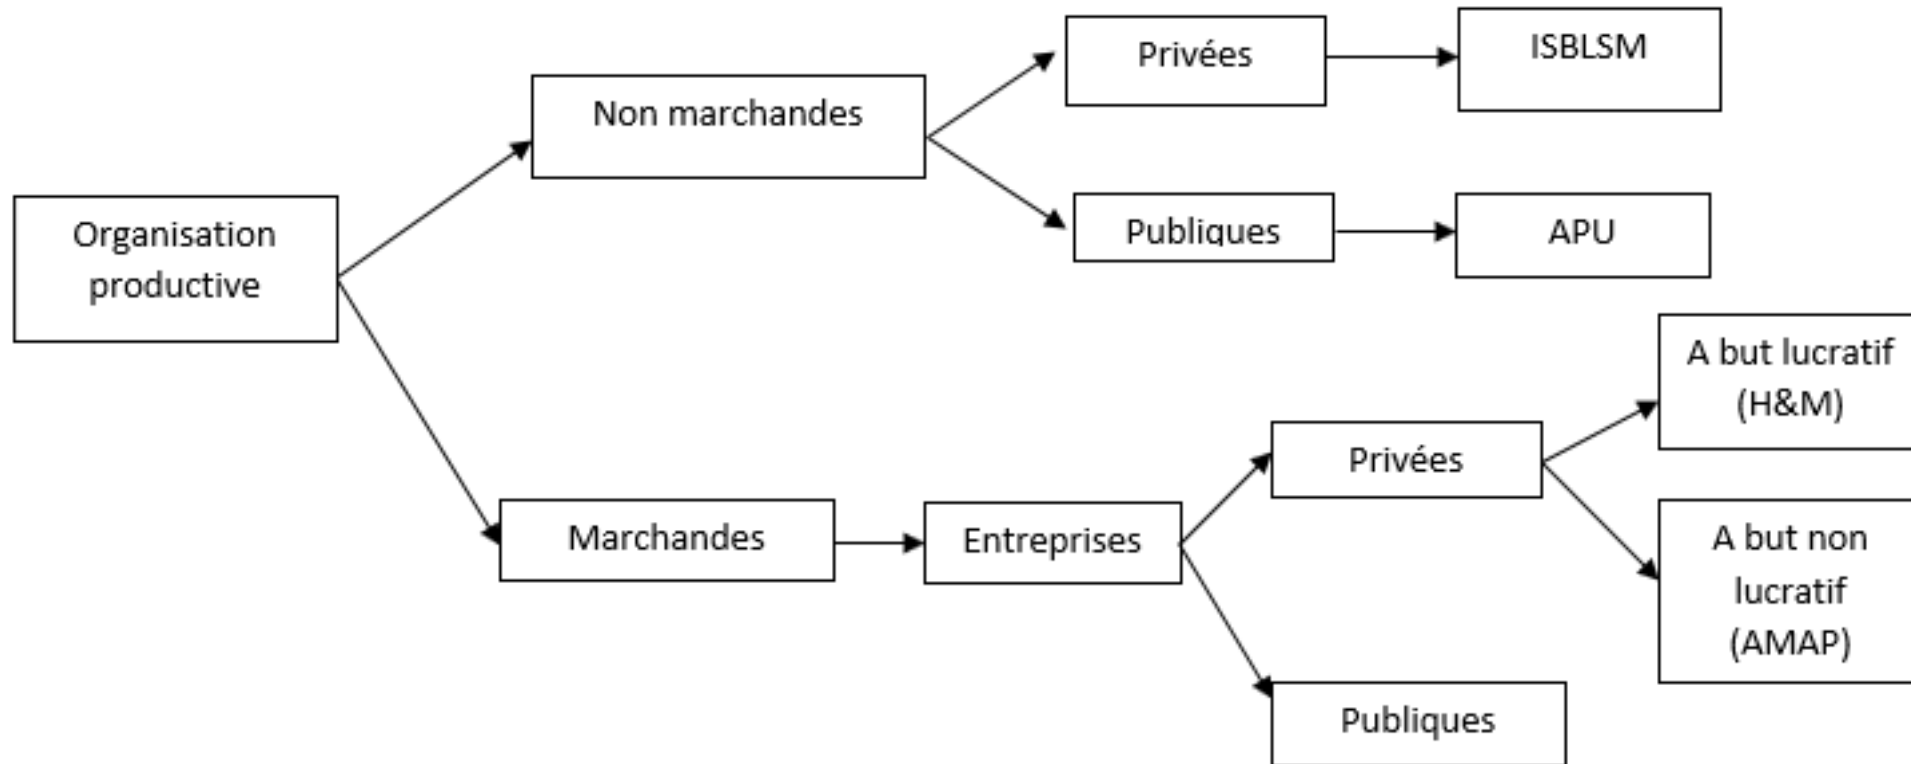 Organisation
productive
Non marchandes
Privées
ISBLSM
Publiques
APU
Marchandes
Entreprises
Privées
A but lucratif
(H&M)
A but non
lucratif
(AMAP)
Publiques